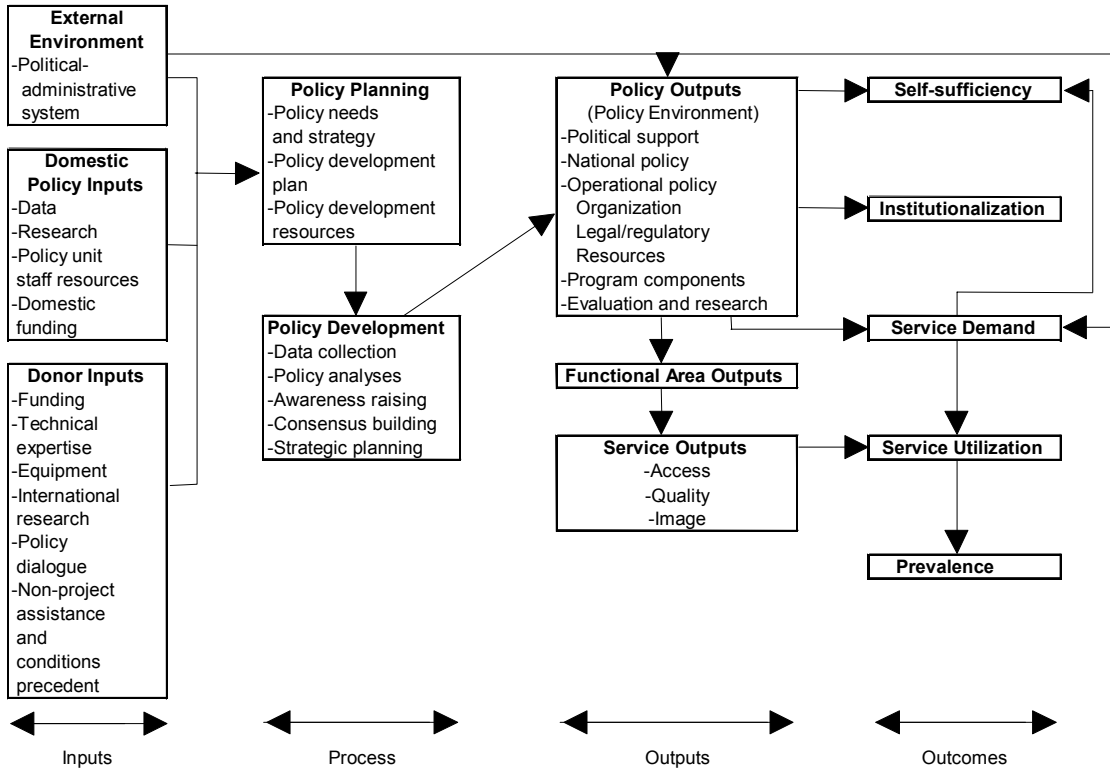 External
Environment
-Political-
administrative
system
Domestic
Policy Inputs
-Data
-Research
-Policy unit
staff resources
-Domestic
funding
Donor Inputs
-Funding
-Technical
expertise
-Equipment
-International
research
-Policy
dialogue
-Non-project
assistance
and
conditions
precedent
Inputs
Policy Planning
-Policy needs
and strategy
-Policy development
plan
-Policy development
resources
Policy Development
-Data collection
-Policy analyses
-Awareness raising
-Consensus building
-Strategic planning
Process
Policy Outputs
(Policy Environment)
-Political support
-National policy
-Operational policy
Organization
Legal/regulatory
Resources
-Program components
-Evaluation and research
Functional Area Outputs
Service Outputs
-Access
-Quality
-Image
Outputs
Self-sufficiency
Institutionalization
Service Demand
Service Utilization
Prevalence
Outcomes